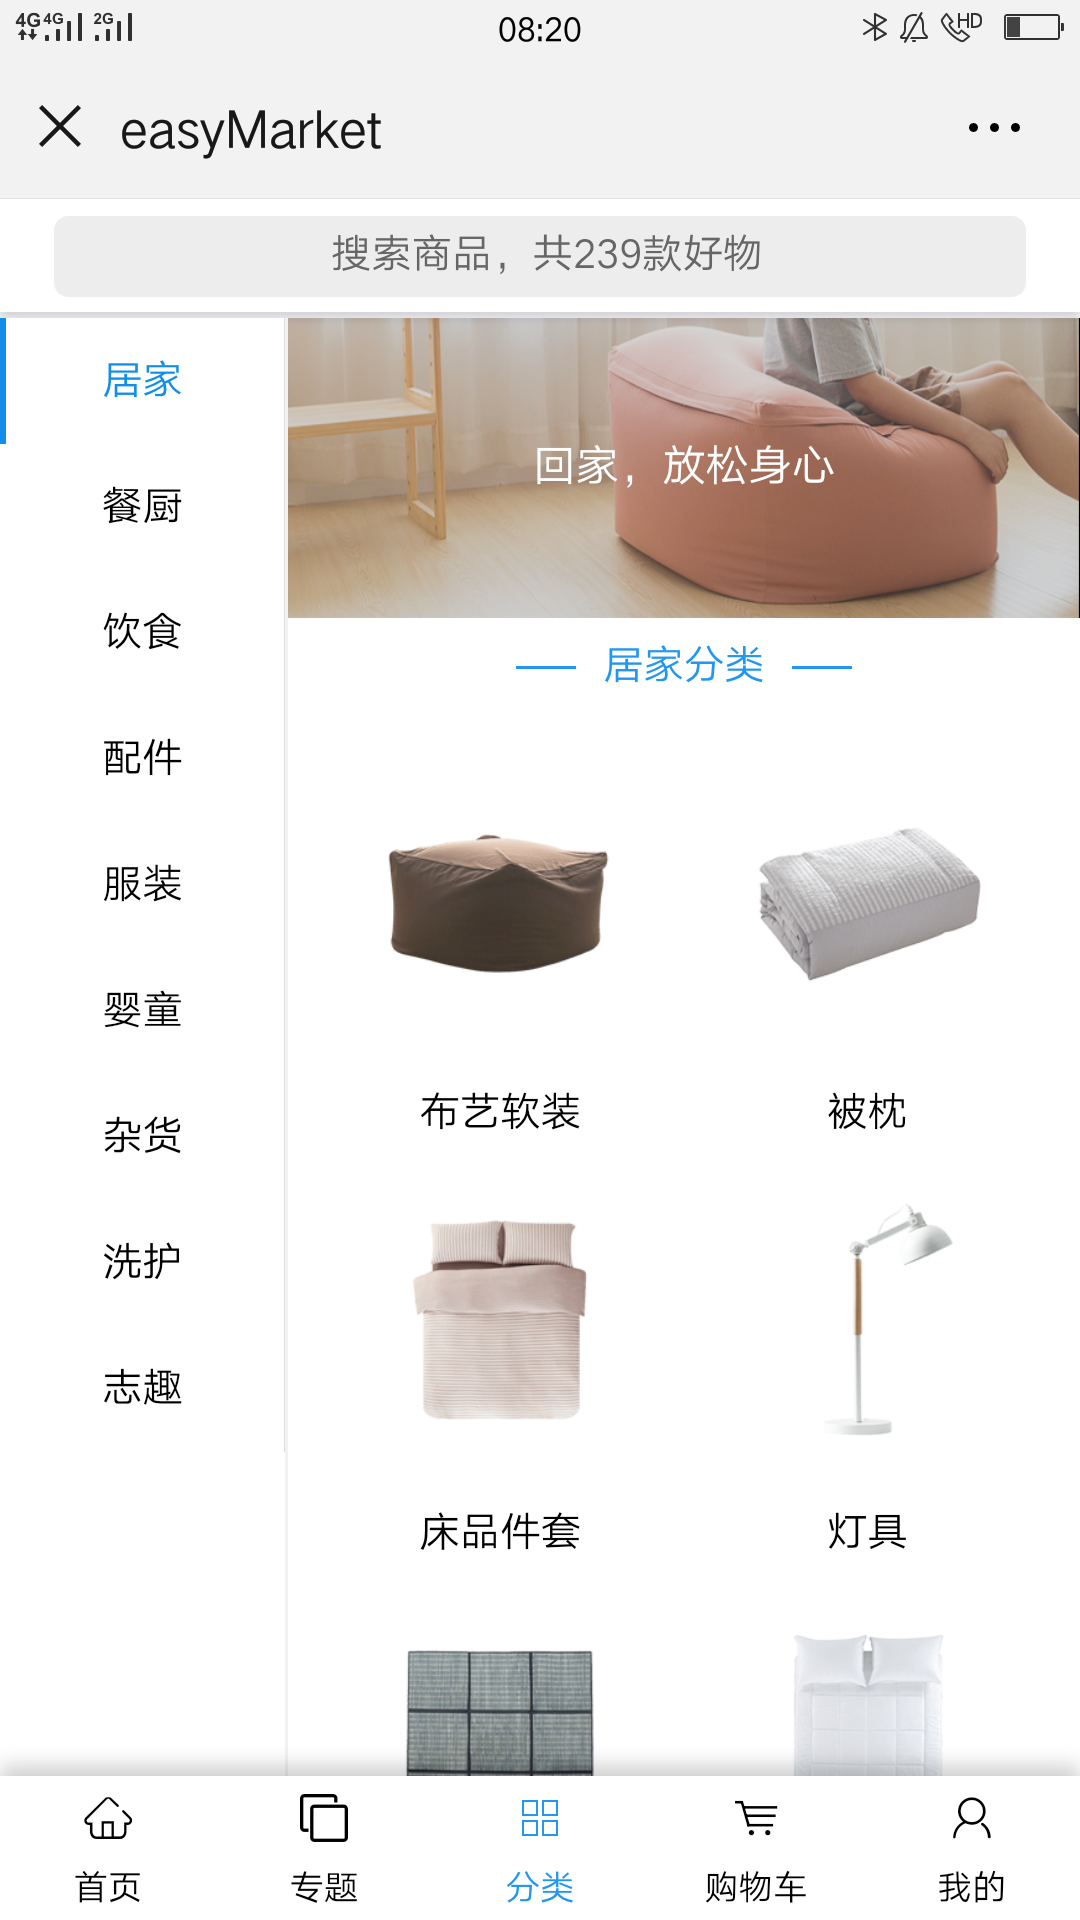 4G 4G 2G 08:20 HD
easyMarket
搜索商品，共239款好物
居家
餐厨
饮食
配件
服装
婴童
杂货
洗护
志趣
回家，放松身心
居家分类
布艺软装 被枕
床品件套 灯具
首页 专题 分类 购物车 我的